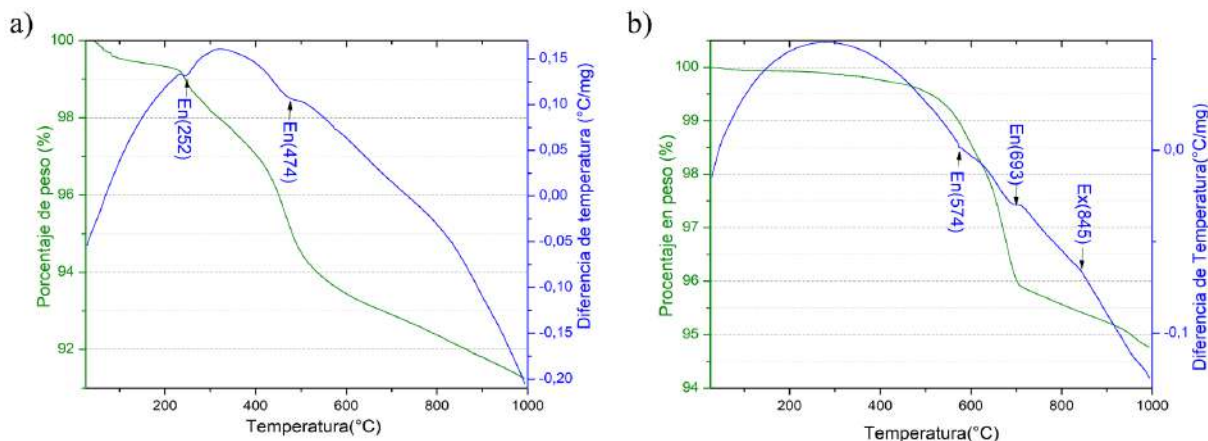 a)
100
98
96
94
92
Porcentaje de peso (%)
200
400
600
800
1000
Temperatura(°C)
0,15
0,10
0,05
0,00
-0,05
-0,10
-0,15
-0,20
Diferencia de temperatura (°C/mg)
En(252)
En(474)
b)
100
99
98
97
96
95
94
Procentaje en peso (%)
200
400
600
800
1000
Temperatura(°C)
0,0
-0,1
Diferencia de Temperatura(°C/mg)
En(574)
En(693)
Ex(845)